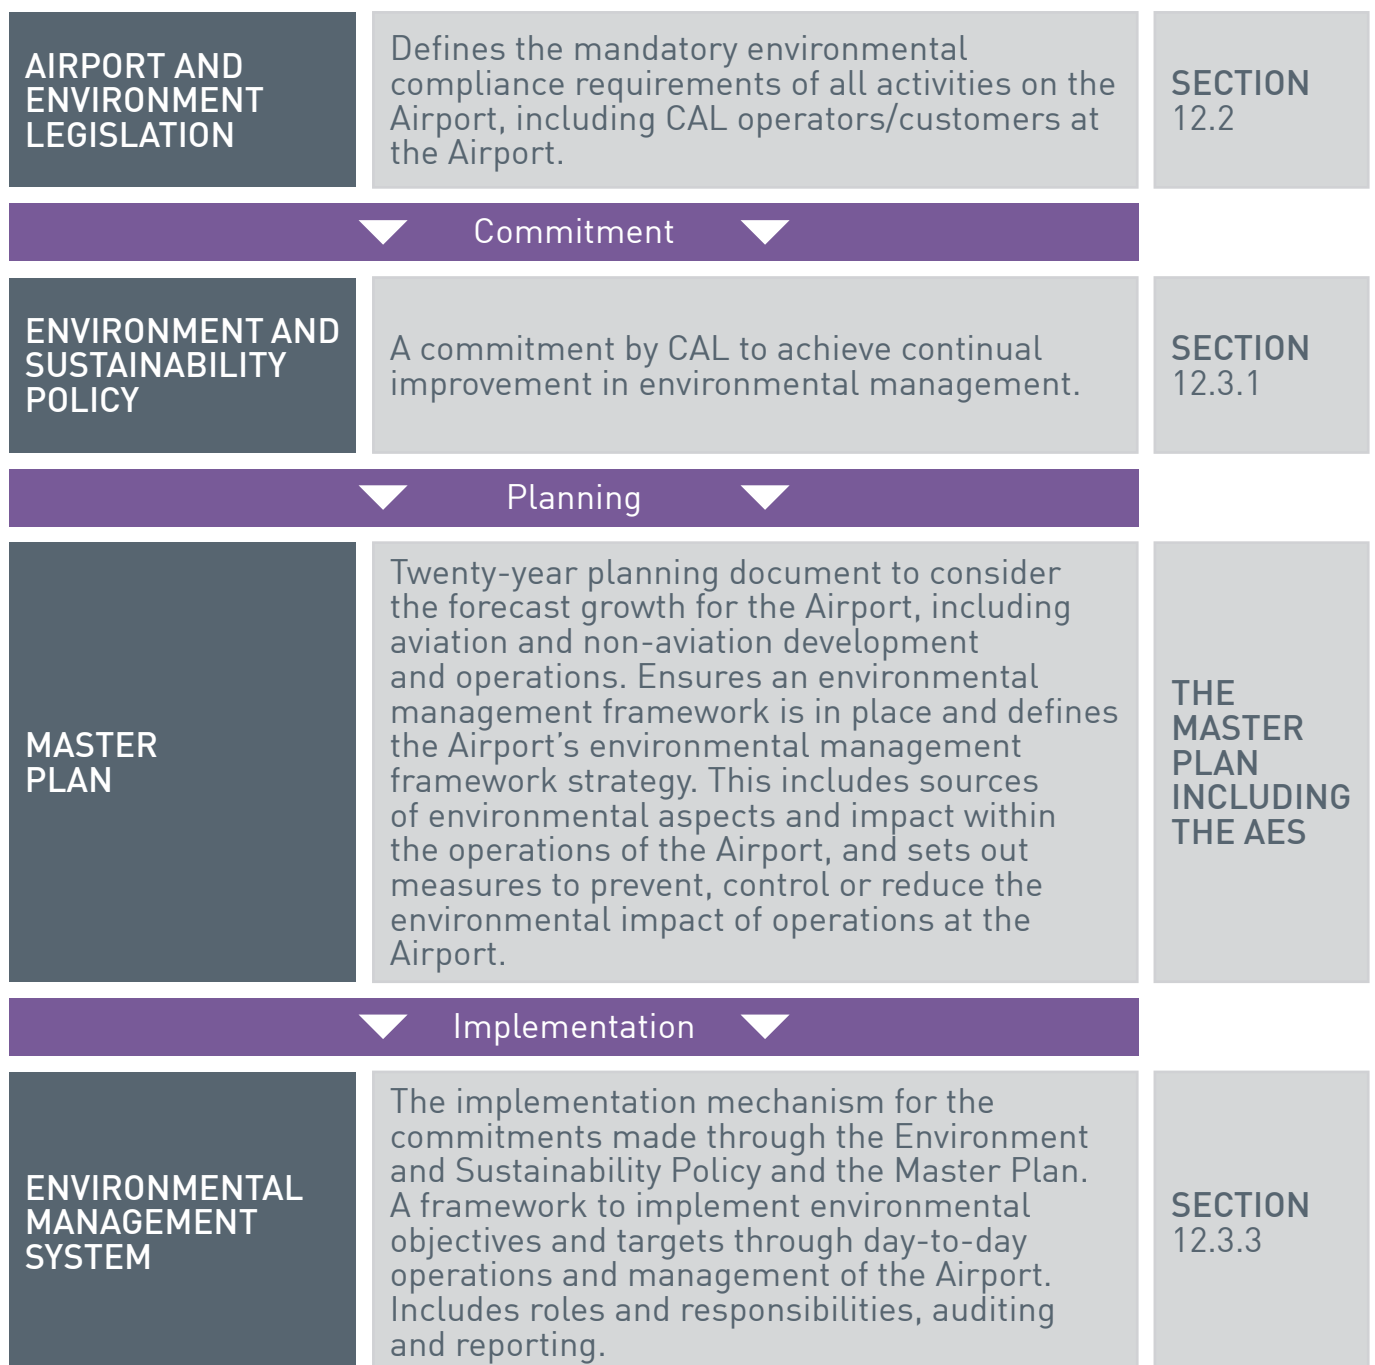 AIRPORT AND
ENVIRONMENT
LEGISLATION
Defines the mandatory environmental
compliance requirements of all activities on the
Airport, including CAL operators/customers at
the Airport.
SECTION
12.2
Commitment
ENVIRONMENT AND
SUSTAINABILITY
POLICY
A commitment by CAL to achieve continual
improvement in environmental management.
SECTION
12.3.1
Planning
MASTER
PLAN
Twenty-year planning document to consider
the forecast growth for the Airport, including
aviation and non-aviation development
and operations. Ensures an environmental
management framework is in place and defines
the Airport’s environmental management
framework strategy. This includes sources
of environmental aspects and impact within
the operations of the Airport, and sets out
measures to prevent, control or reduce the
environmental impact of operations at the
Airport.
THE
MASTER
PLAN
INCLUDING
THE AES
Implementation
ENVIRONMENTAL
MANAGEMENT
SYSTEM
The implementation mechanism for the
commitments made through the Environment
and Sustainability Policy and the Master Plan.
A framework to implement environmental
objectives and targets through day-to-day
operations and management of the Airport.
Includes roles and responsibilities, auditing
and reporting.
SECTION
12.3.3